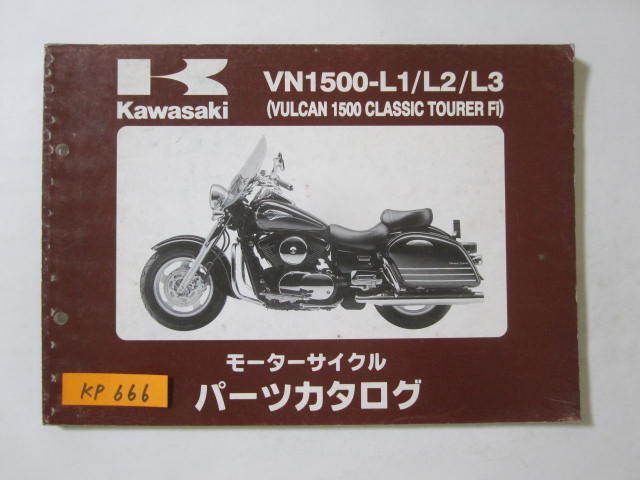 Kawasaki
VN1500-L1/L2/L3
(VULCAN 1500 CLASSIC TOURER Fi)
モーターサイクル
パーツカタログ
KP 666